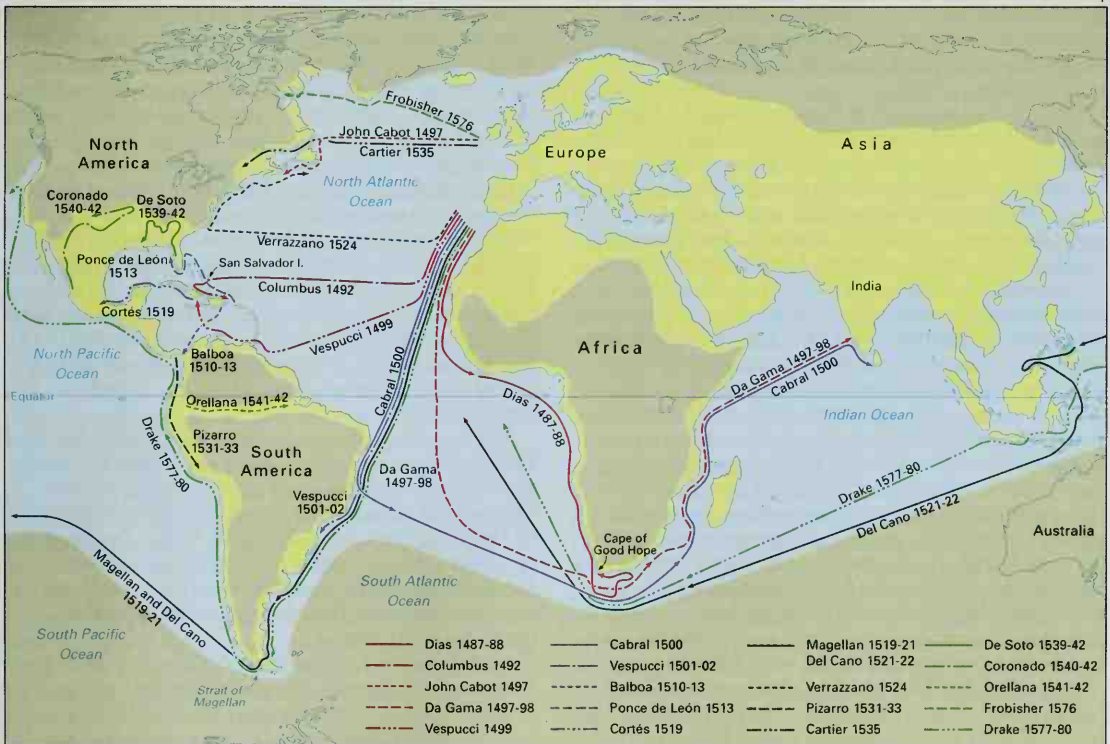 Frobisher 1576
John Cabot 1497
Cartier 1535
North
America
Europe
Asia
North Atlantic
Ocean
Coronado
1540-42
De Soto
1539-42
Verrazzano 1524
Ponce de León
1513
San Salvador I.
Columbus 1492
India
Cortés 1519
Vespucci 1499
North Pacific
Ocean
Balboa
1510-13
Cabral 1500
Africa
Da Gama 1497-98
Cabral 1500
Equator
Orellana 1541-42
Dias 1487-88
Indian Ocean
Drake 1577-80
Pizarro
1531-33
South
America
Da Gama
1497-98
Vespucci
1501-02
Drake 1577-80
Del Cano 1521-22
Australia
Cape of
Good Hope
Magellan and Del Cano
1519-21
South Atlantic
Ocean
South Pacific
Ocean
Strait of
Magellan
Dias 1487-88
Columbus 1492
John Cabot 1497
Da Gama 1497-98
Vespucci 1499
Cabral 1500
Vespucci 1501-02
Balboa 1510-13
Ponce de León 1513
Cortés 1519
Magellan 1519-21
Del Cano 1521-22
Verrazzano 1524
Pizarro 1531-33
Cartier 1535
De Soto 1539-42
Coronado 1540-42
Orellana 1541-42
Frobisher 1576
Drake 1577-80